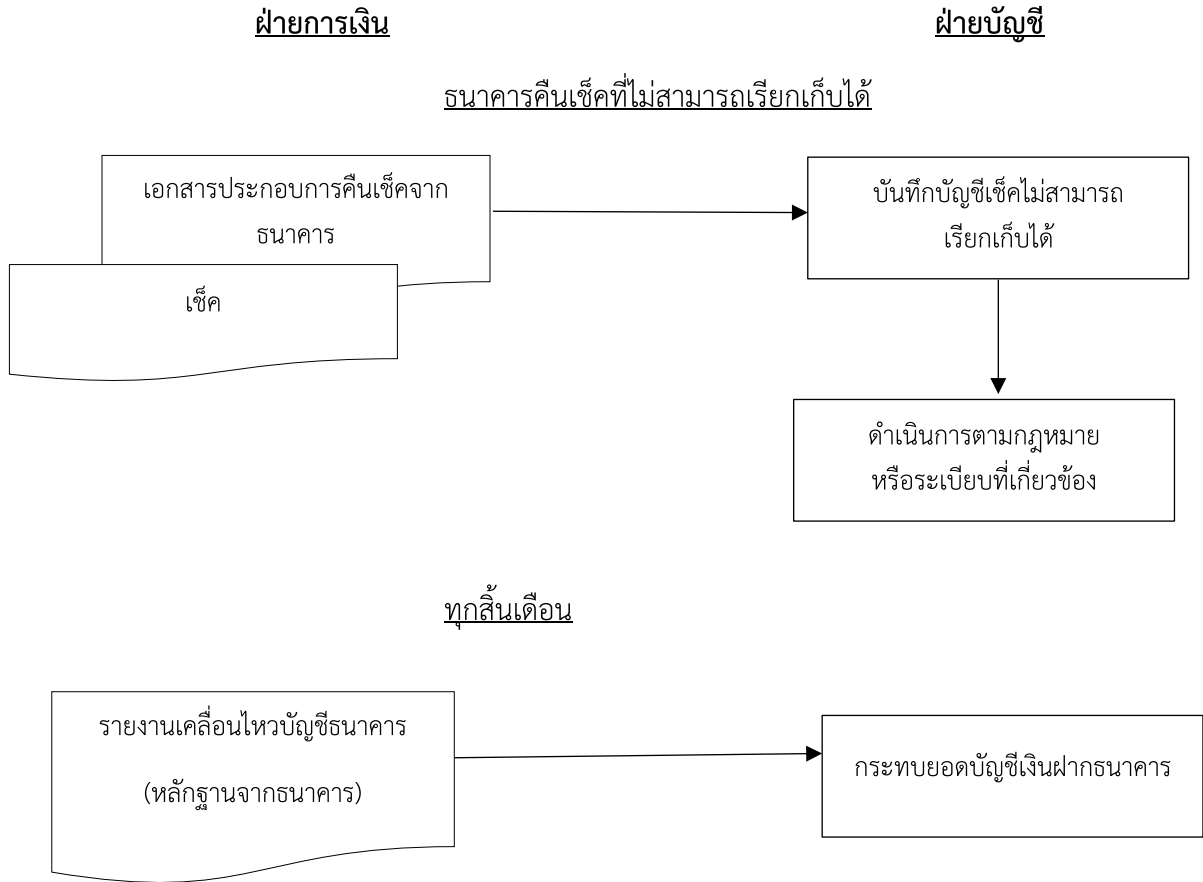 ฝ่ายการเงิน
ฝ่ายบัญชี
ธนาคารคืนเช็คที่ไม่สามารถเรียกเก็บได้
เอกสารประกอบการคืนเช็คจาก
ธนาคาร
เช็ค
บันทึกบัญชีเช็คไม่สามารถ
เรียกเก็บได้
ดำเนินการตามกฎหมาย
หรือระเบียบที่เกี่ยวข้อง
ทุกสิ้นเดือน
รายงานเคลื่อนไหวบัญชีธนาคาร
(หลักฐานจากธนาคาร)
กระทบยอดบัญชีเงินฝากธนาคาร